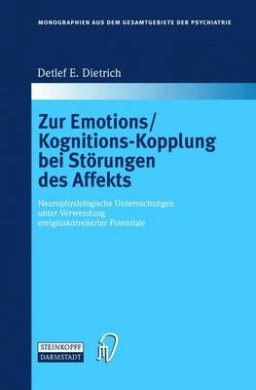 MONOGRAPHIEN AUS DEM GESAMTGEBIETE DER PSYCHIATRIE
Detlef E. Dietrich
Zur Emotions/
Kognitions-Kopplung
bei Störungen
des Affekts
Neurophysiologische Untersuchungen
unter Verwendung
ereigniskorrelierter Potentiale
STEINKOPFF
DARMSTADT